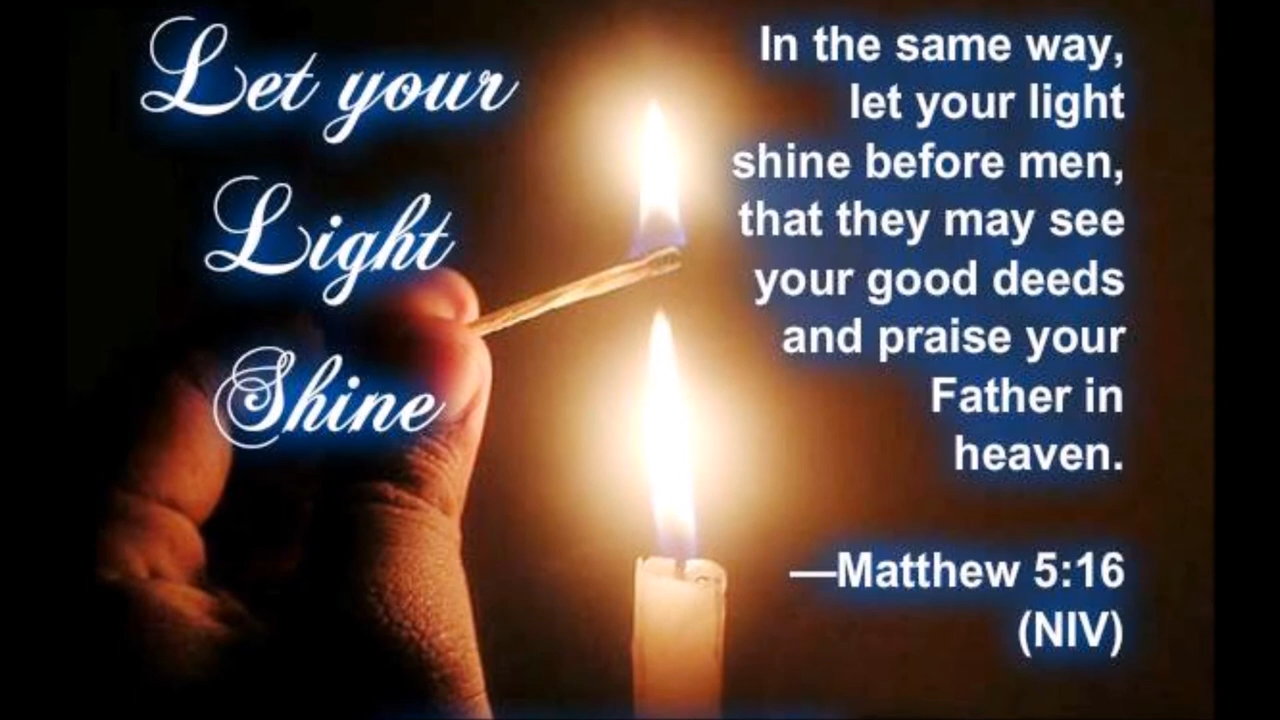 Let your
Light
Shine
In the same way,
let your light
shine before men,
that they may see
your good deeds
and praise your
Father in
heaven.
—Matthew 5:16
(NIV)